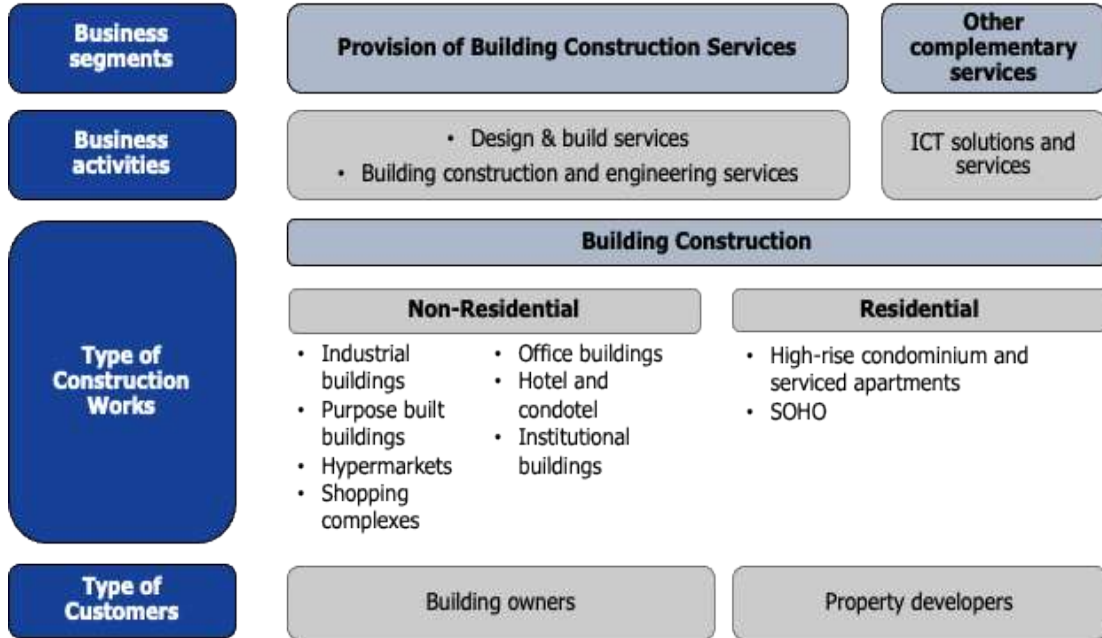 Business
segments
Provision of Building Construction Services
Other
complementary
services
Business
activities
• Design & build services
• Building construction and engineering services
ICT solutions and
services
Type of
Construction
Works
Building Construction
Non-Residential
• Industrial
buildings
• Purpose built
buildings
• Hypermarkets
• Shopping
complexes
• Office buildings
• Hotel and
condotel
• Institutional
buildings
Residential
• High-rise condominium and
serviced apartments
• SOHO
Type of
Customers
Building owners
Property developers